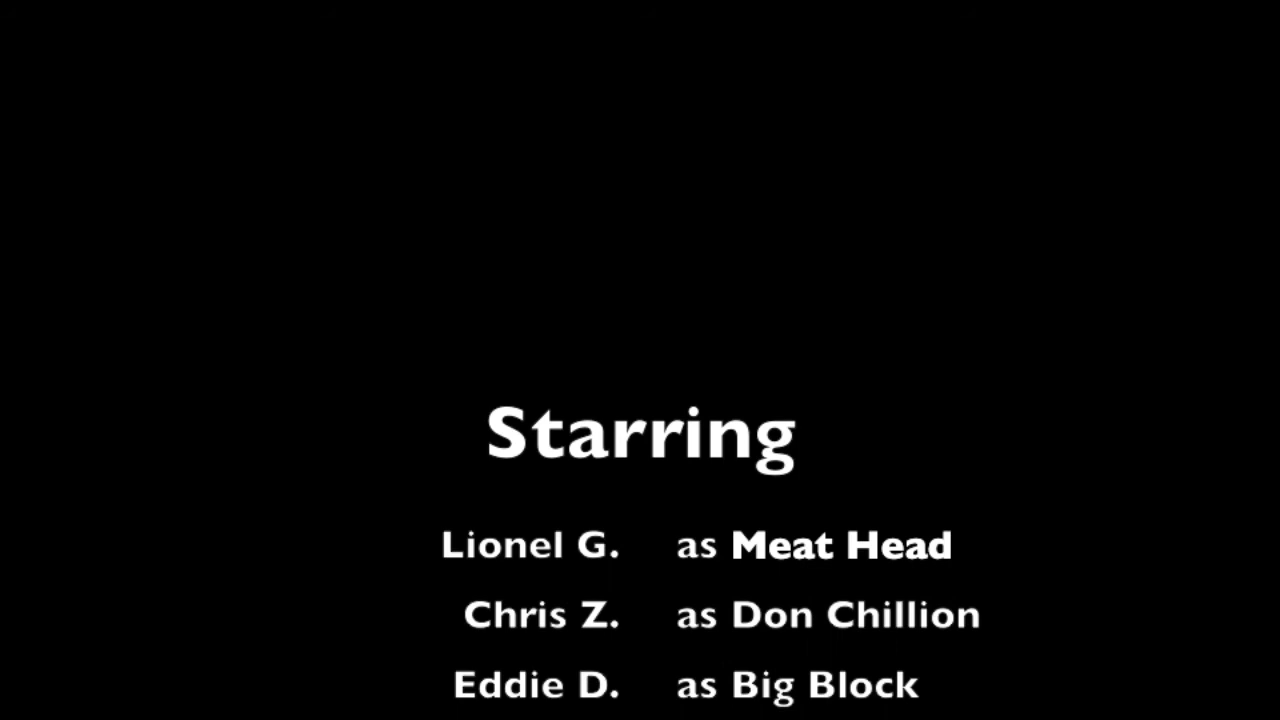 Starring
Lionel G. as Meat Head
Chris Z. as Don Chillion
Eddie D. as Big Block